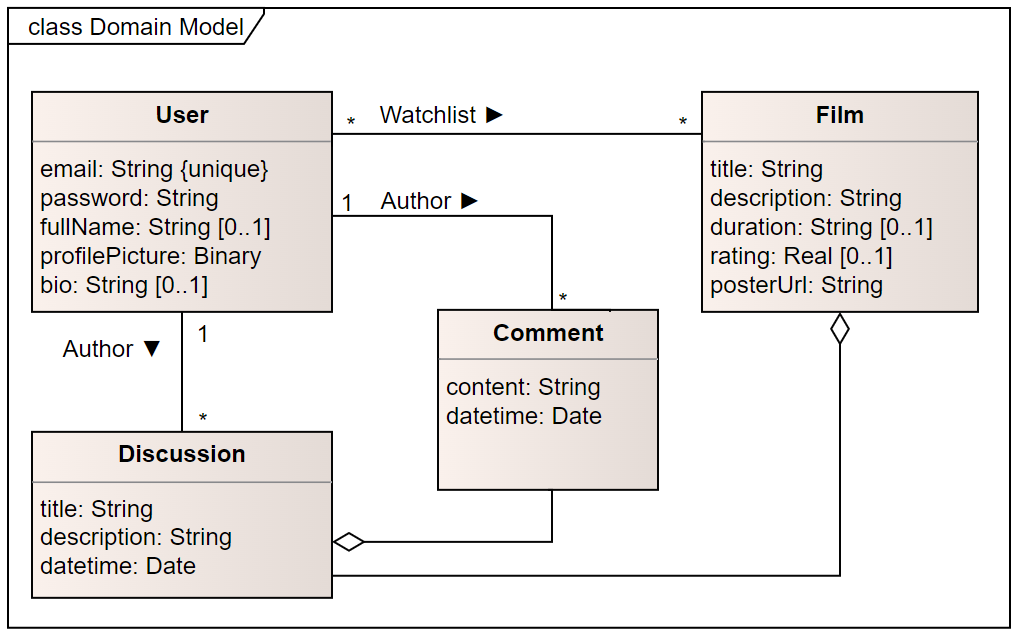 class Domain Model
User
email: String {unique}
password: String
fullName: String [0..1]
profilePicture: Binary
bio: String [0..1]
* Watchlist ► *
Film
title: String
description: String
duration: String [0..1]
rating: Real [0..1]
posterUrl: String
1 Author ►
*
Comment
content: String
datetime: Date
1
Author ▼
*
Discussion
title: String
description: String
datetime: Date